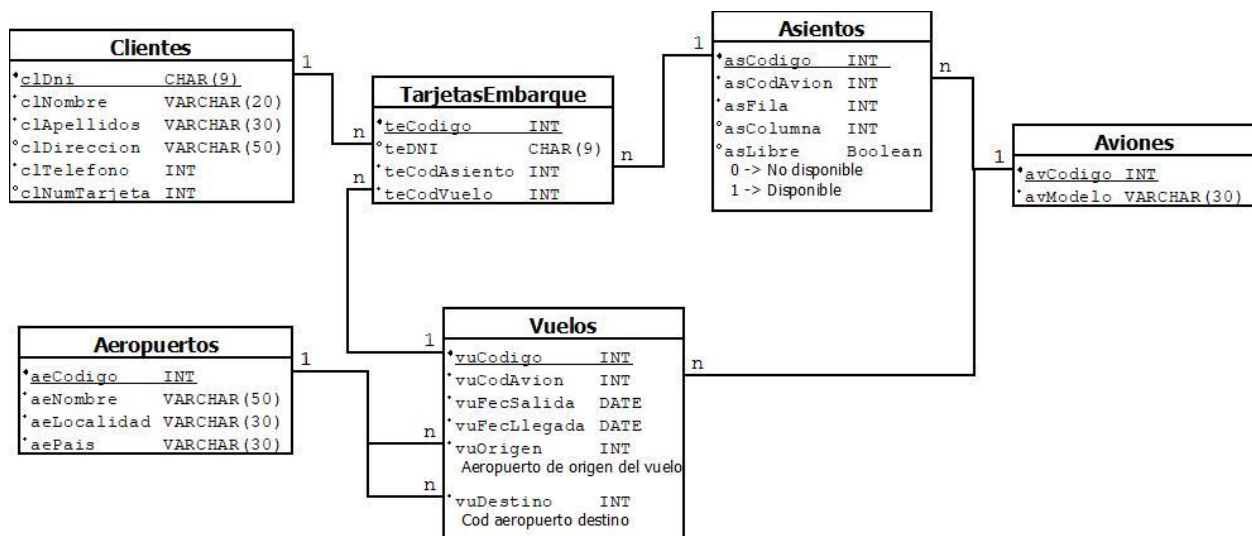 Clientes
clDni CHAR(9)
clNombre VARCHAR(20)
clApellidos VARCHAR(30)
clDireccion VARCHAR(50)
clTelefono INT
clNumTarjeta INT
1
n
TarjetasEmbarque
teCodigo INT
teDNI CHAR(9)
teCodAsiento INT
teCodVuelo INT
n
n
1
Asientos
asCodigo INT
asCodAvion INT
asFila INT
asColumna INT
asLibre Boolean
0 -> No disponible
1 -> Disponible
n
1
Aviones
avCodigo INT
avModelo VARCHAR(30)
Aeropuertos
aeCodigo INT
aeNombre VARCHAR(50)
aeLocalidad VARCHAR(30)
aePais VARCHAR(30)
1
1
n
n
Vuelos
vuCodigo INT
vuCodAvion INT
vuFecSalida DATE
vuFecLlegada DATE
vuOrigen INT
Aeropuerto de origen del vuelo
vuDestino INT
Cod aeropuerto destino
n